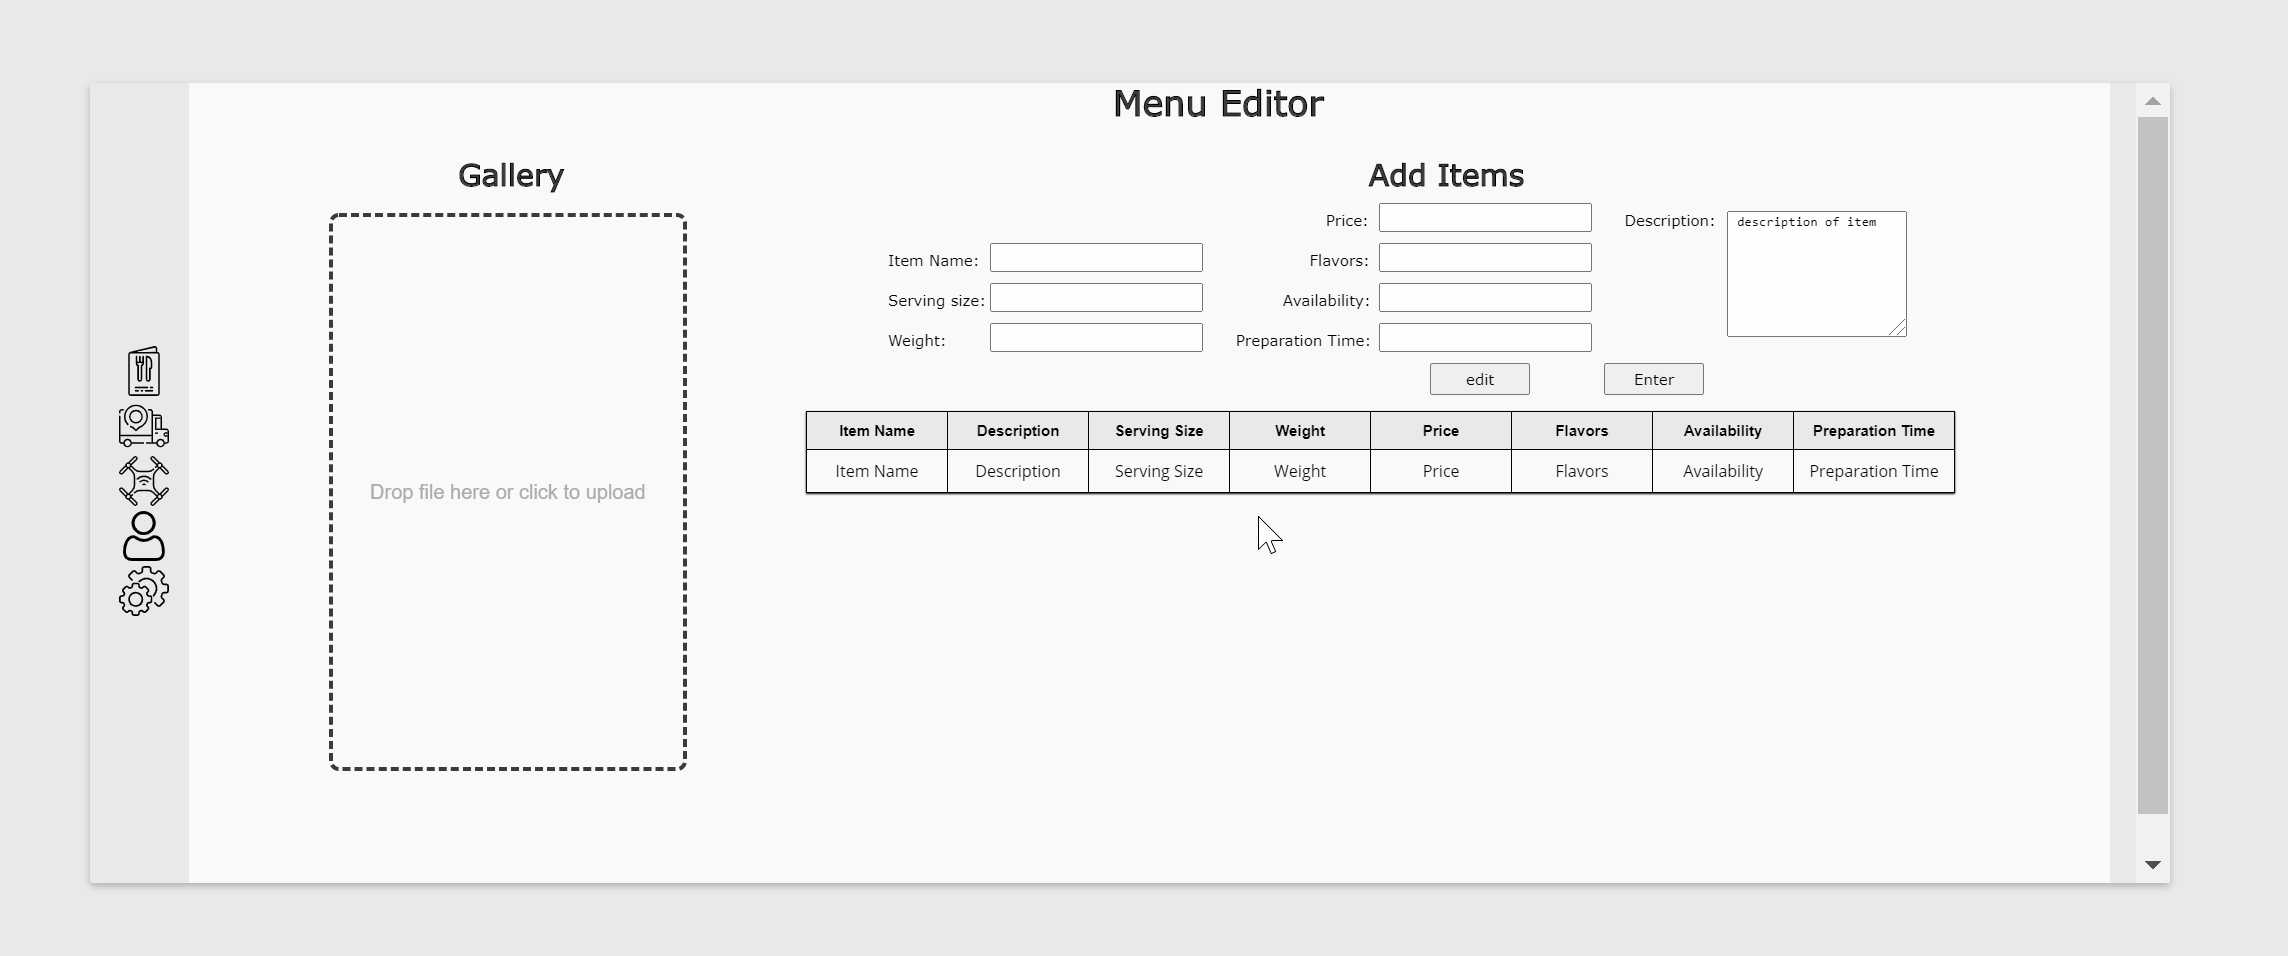 Menu Editor
Gallery
Drop file here or click to upload
Add Items
Item Name:
Serving size:
Weight:
Price:
Flavors:
Availability:
Preparation Time:
Description:
description of item
edit Enter
Item Name Description Serving Size Weight Price Flavors Availability Preparation Time
Item Name Description Serving Size Weight Price Flavors Availability Preparation Time